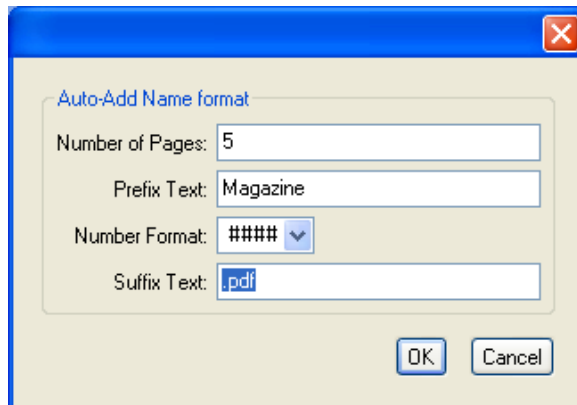 Auto-Add Name format
Number of Pages: 5
Prefix Text: Magazine
Number Format: ####
Suffix Text: .pdf
OK Cancel